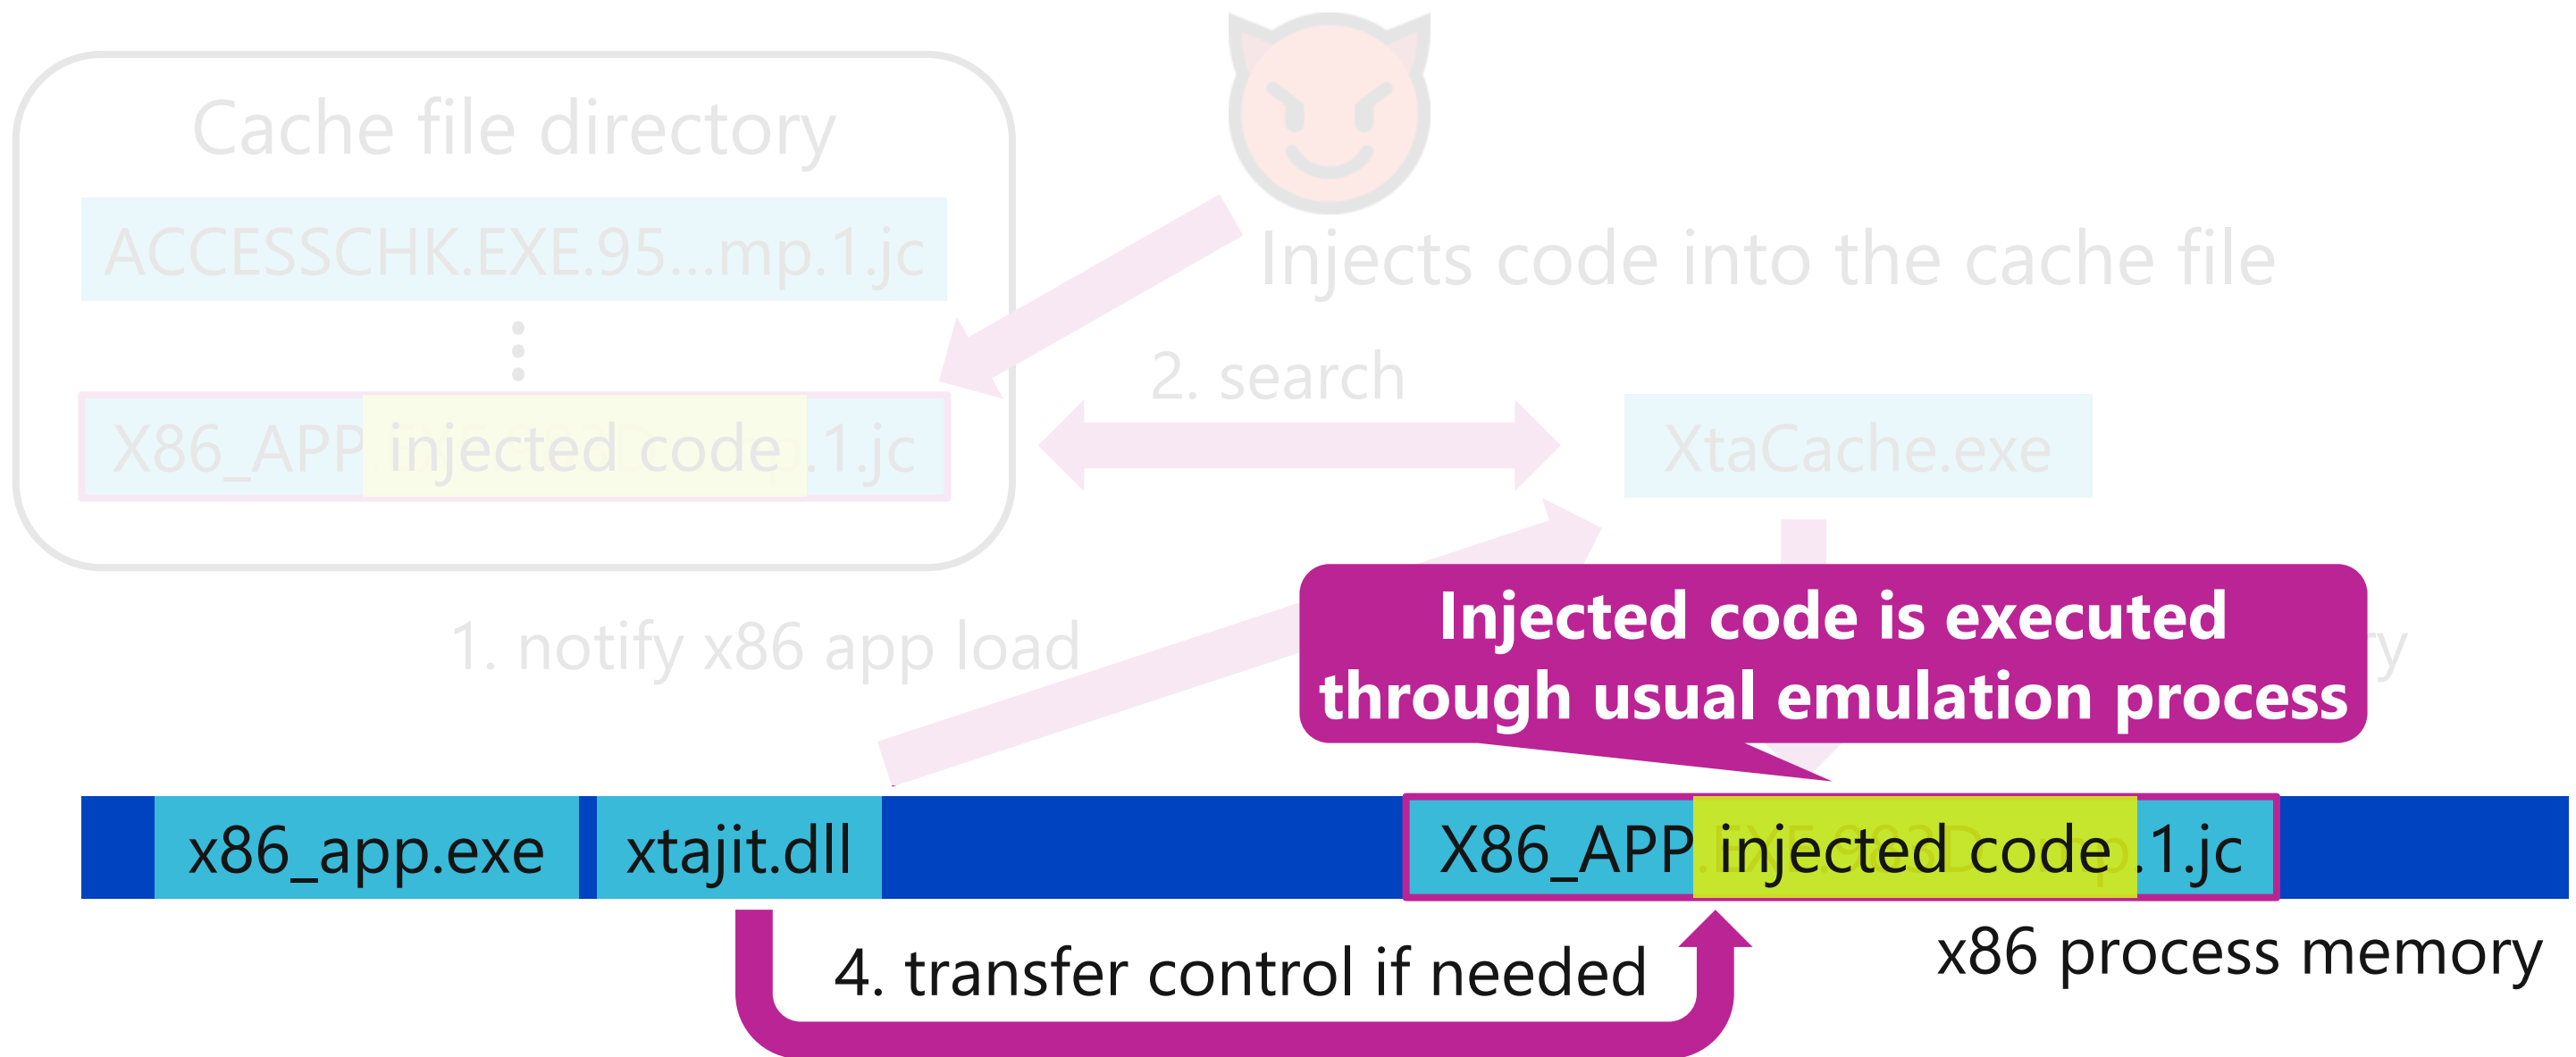 Cache file directory
ACCESSCHK.EXE.95...mp.1.jc
Injects code into the cache file
2. search
X86_APP injected code .1.jc
XtaCache.exe
1. notify x86 app load
Injected code is executed
through usual emulation process
x86_app.exe
xtajit.dll
X86_APP injected code .1.jc
4. transfer control if needed
x86 process memory